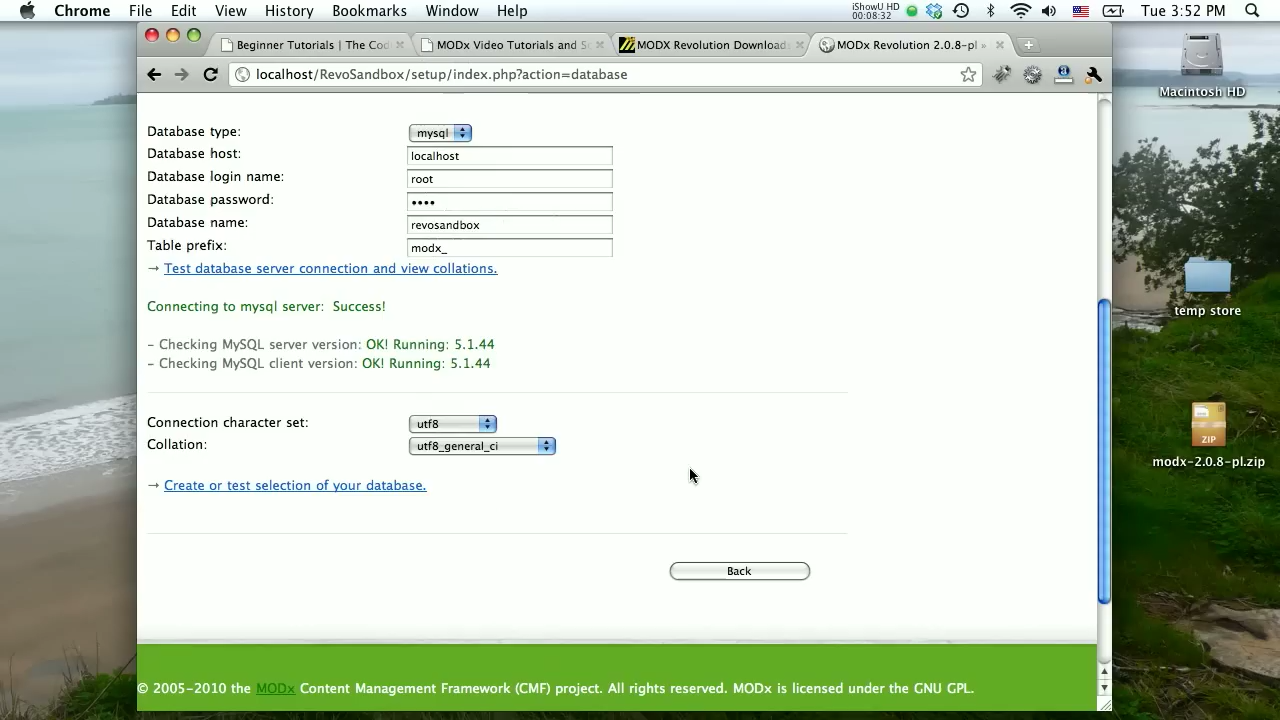 Chrome File Edit View History Bookmarks Window Help iShowU HD 00:08:32 Tue 3:52 PM
Beginner Tutorials | The Cod
MODx Video Tutorials and S
MODX Revolution Downloads
MODx Revolution 2.0.8-pl »
localhost/RevoSandbox/setup/index.php?action=database
Macintosh HD
Database type: mysql
Database host: localhost
Database login name: root
Database password: ••••
Database name: revosandbox
Table prefix: modx_
→ Test database server connection and view collations.
temp store
Connecting to mysql server: Success!
– Checking MySQL server version: OK! Running: 5.1.44
– Checking MySQL client version: OK! Running: 5.1.44
Connection character set: utf8
Collation: utf8_general_ci
ZIP
modx-2.0.8-pl.zip
→ Create or test selection of your database.
Back
© 2005-2010 the MODx Content Management Framework (CMF) project. All rights reserved. MODx is licensed under the GNU GPL.